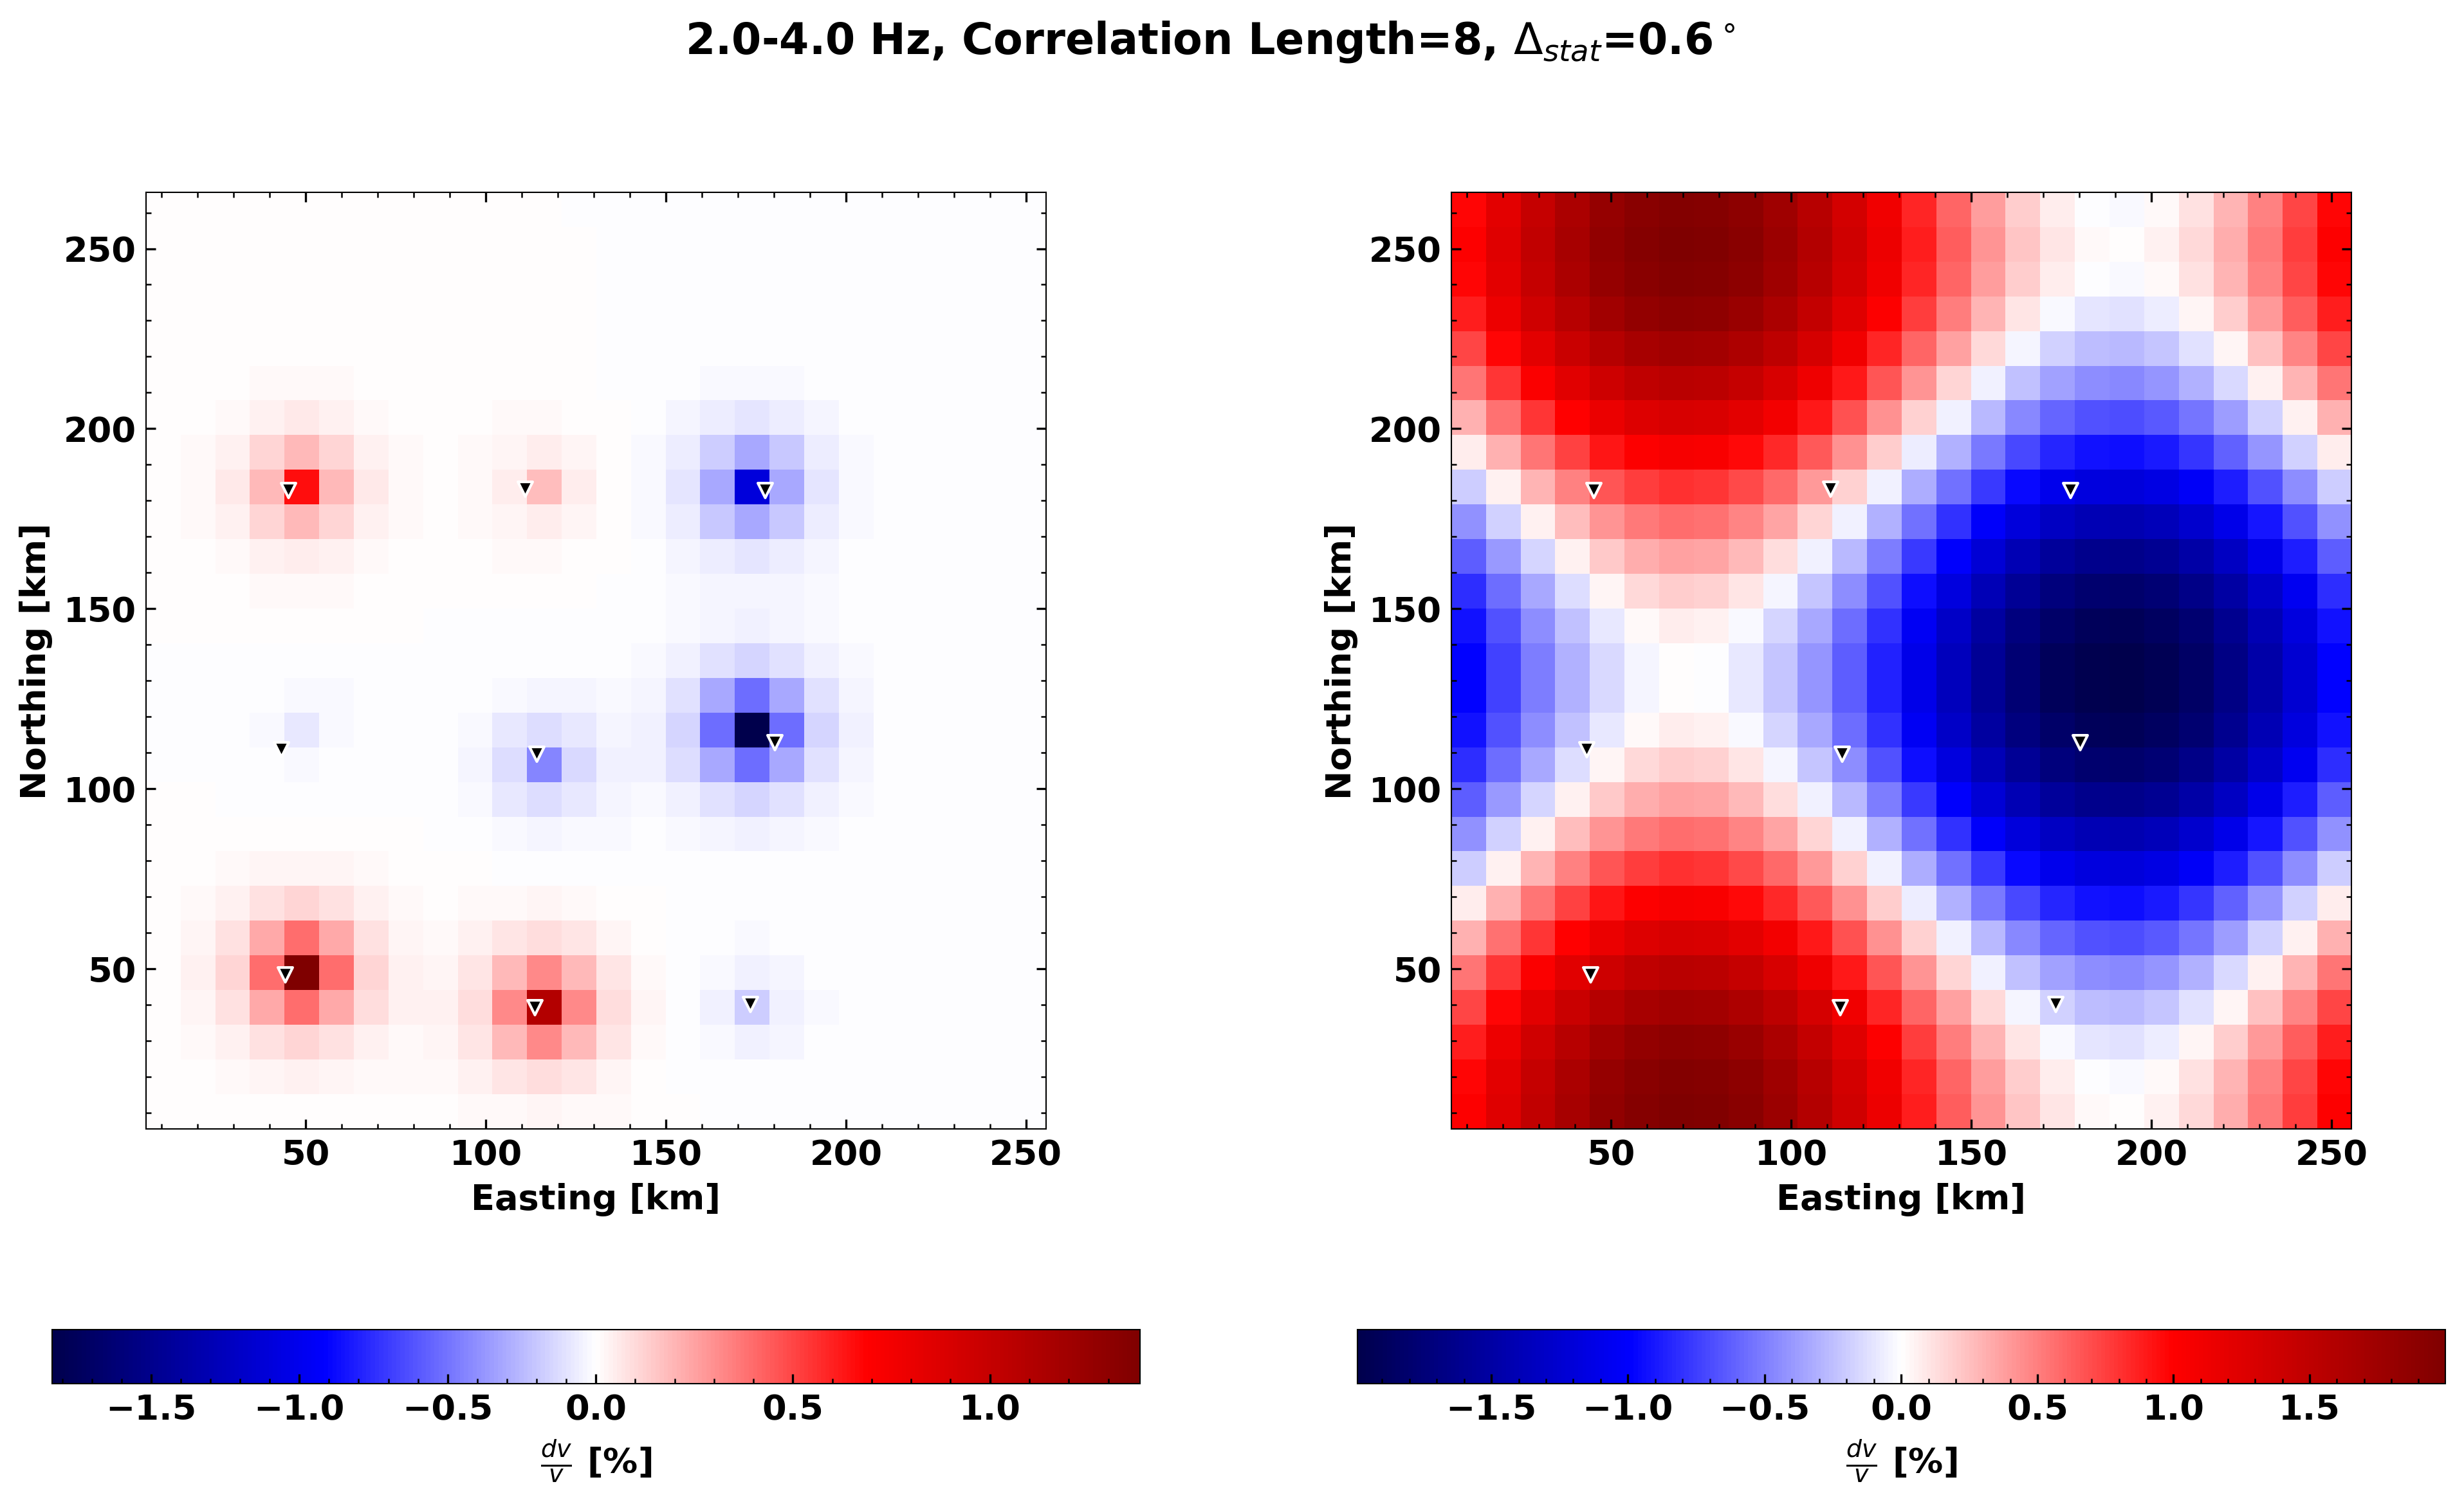 2.0-4.0 Hz, Correlation Length=8, Δstat=0.6°
Northing [km]
250
200
150
100
50
50 100 150 200 250
Easting [km]
−1.5 −1.0 −0.5 0.0 0.5 1.0
dv/v [%]
Northing [km]
250
200
150
100
50
50 100 150 200 250
Easting [km]
−1.5 −1.0 −0.5 0.0 0.5 1.0 1.5
dv/v [%]